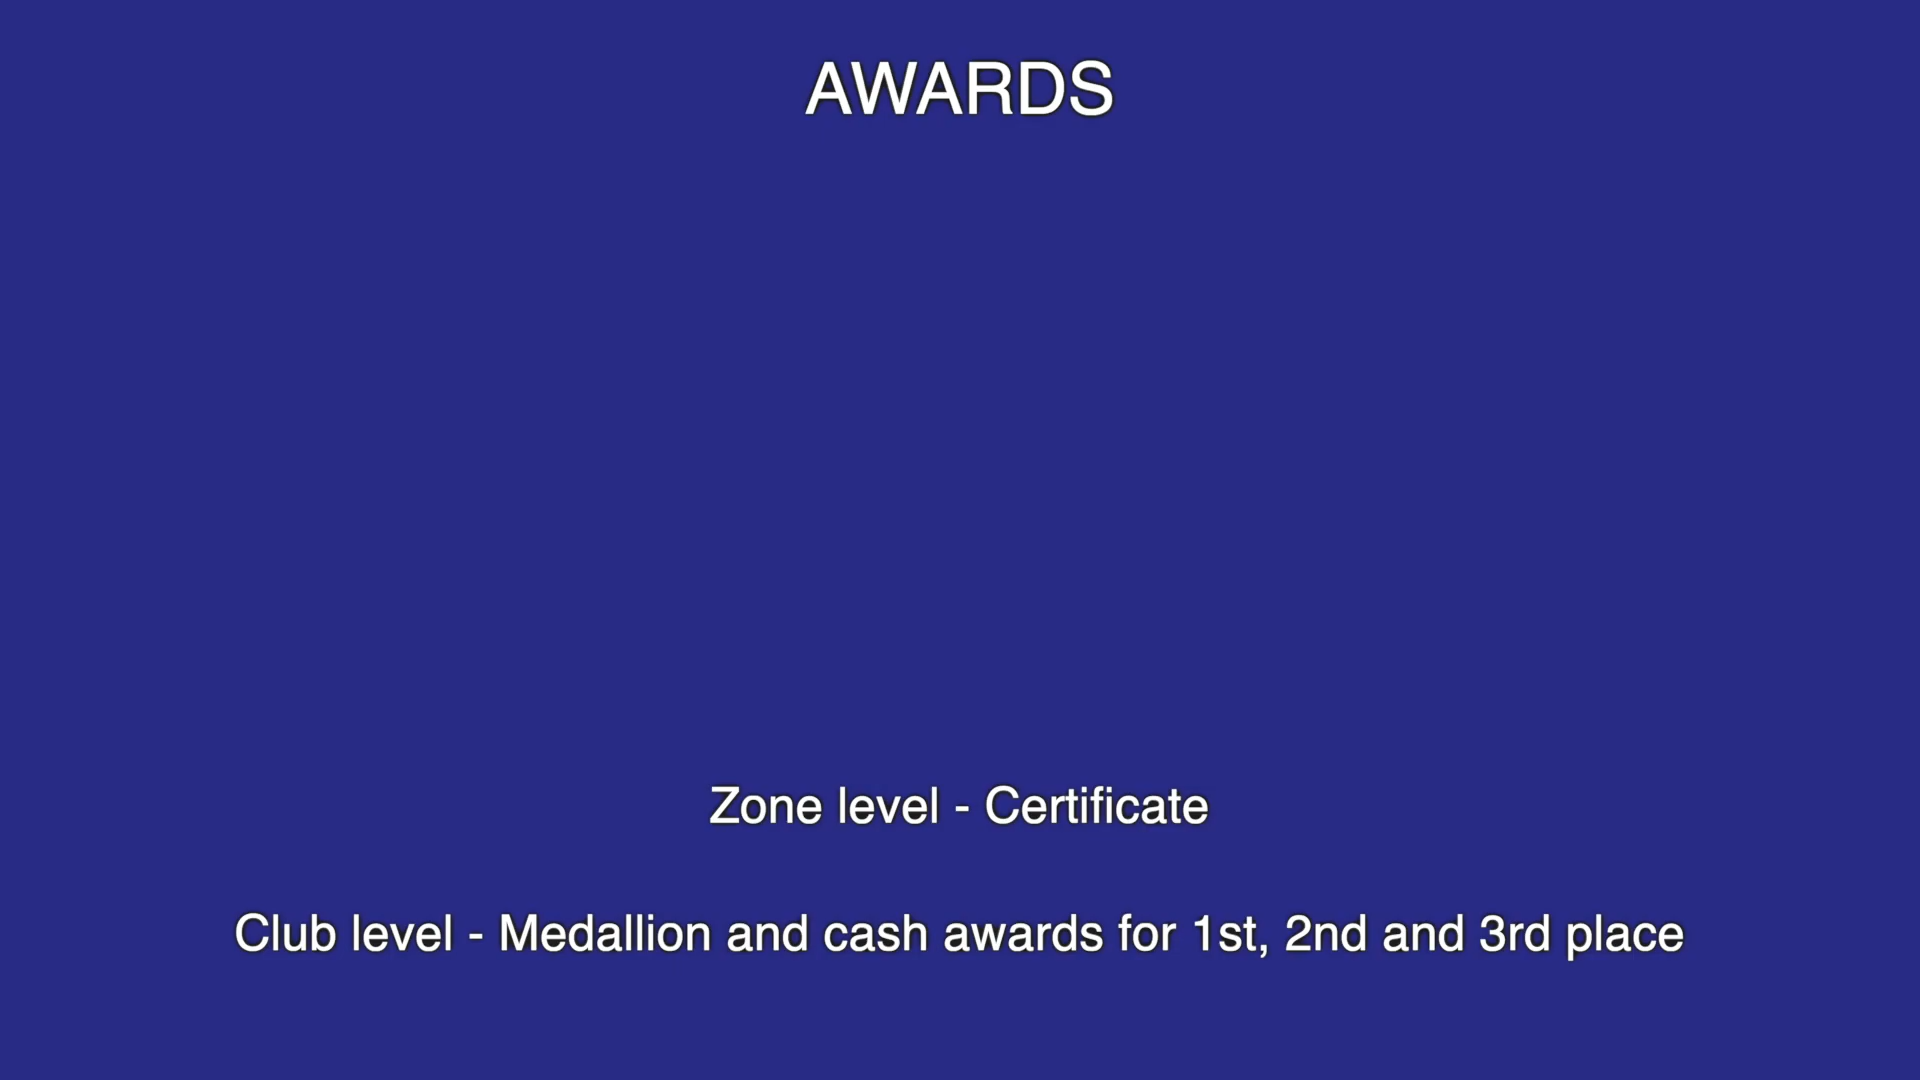 AWARDS
Zone level - Certificate
Club level - Medallion and cash awards for 1st, 2nd and 3rd place